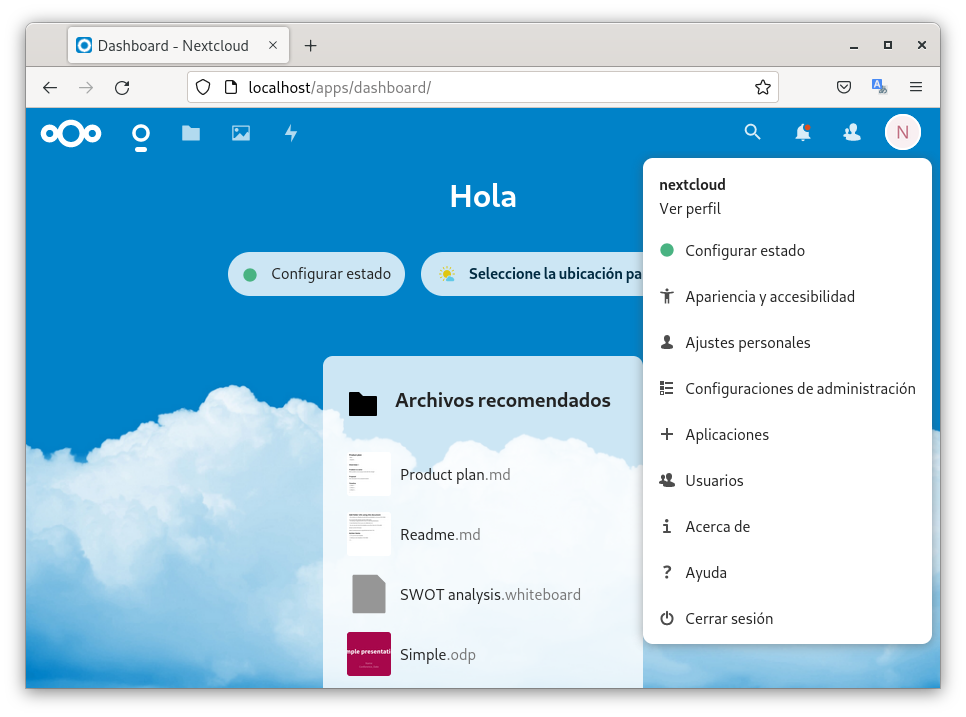 Dashboard - Nextcloud
localhost/apps/dashboard/
N
Hola
Configurar estado
Seleccione la ubicación pa
Archivos recomendados
Product plan.md
Readme.md
SWOT analysis.whiteboard
Simple.odp
nextcloud
Ver perfil
Configurar estado
Apariencia y accesibilidad
Ajustes personales
Configuraciones de administración
Aplicaciones
Usuarios
Acerca de
Ayuda
Cerrar sesión